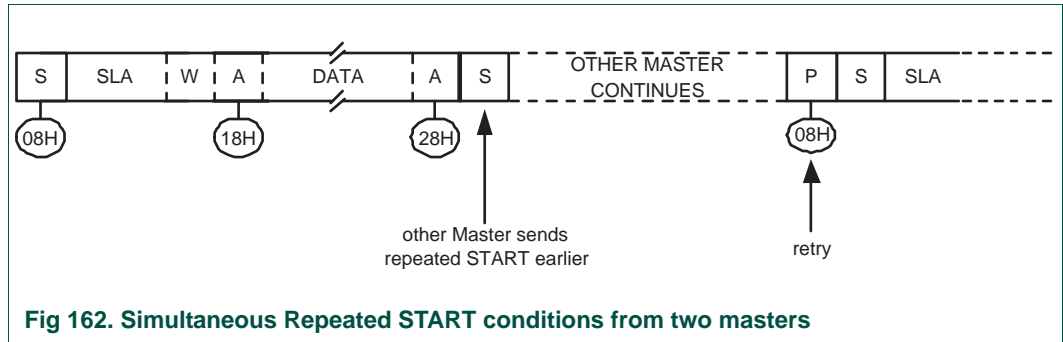 S SLA W A DATA A S OTHER MASTER CONTINUES P S SLA
08H 18H 28H 08H
other Master sends
repeated START earlier
retry
Fig 162. Simultaneous Repeated START conditions from two masters